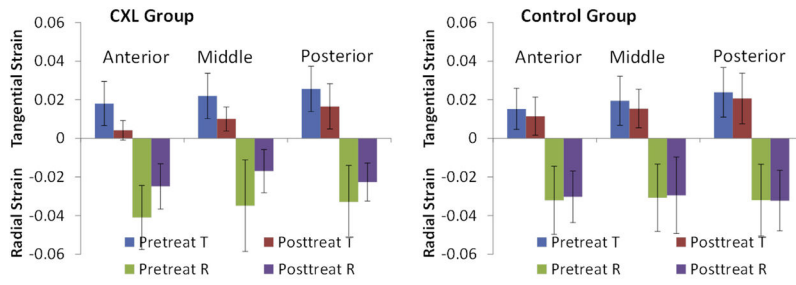 CXL Group
Control Group
Tangential Strain
Radial Strain
0.06
0.04
0.02
0
-0.02
-0.04
-0.06
Anterior Middle Posterior
Pretreat T Posttreat T
Pretreat R Posttreat R
Tangential Strain
Radial Strain
0.06
0.04
0.02
0
-0.02
-0.04
-0.06
Anterior Middle Posterior
Pretreat T Posttreat T
Pretreat R Posttreat R